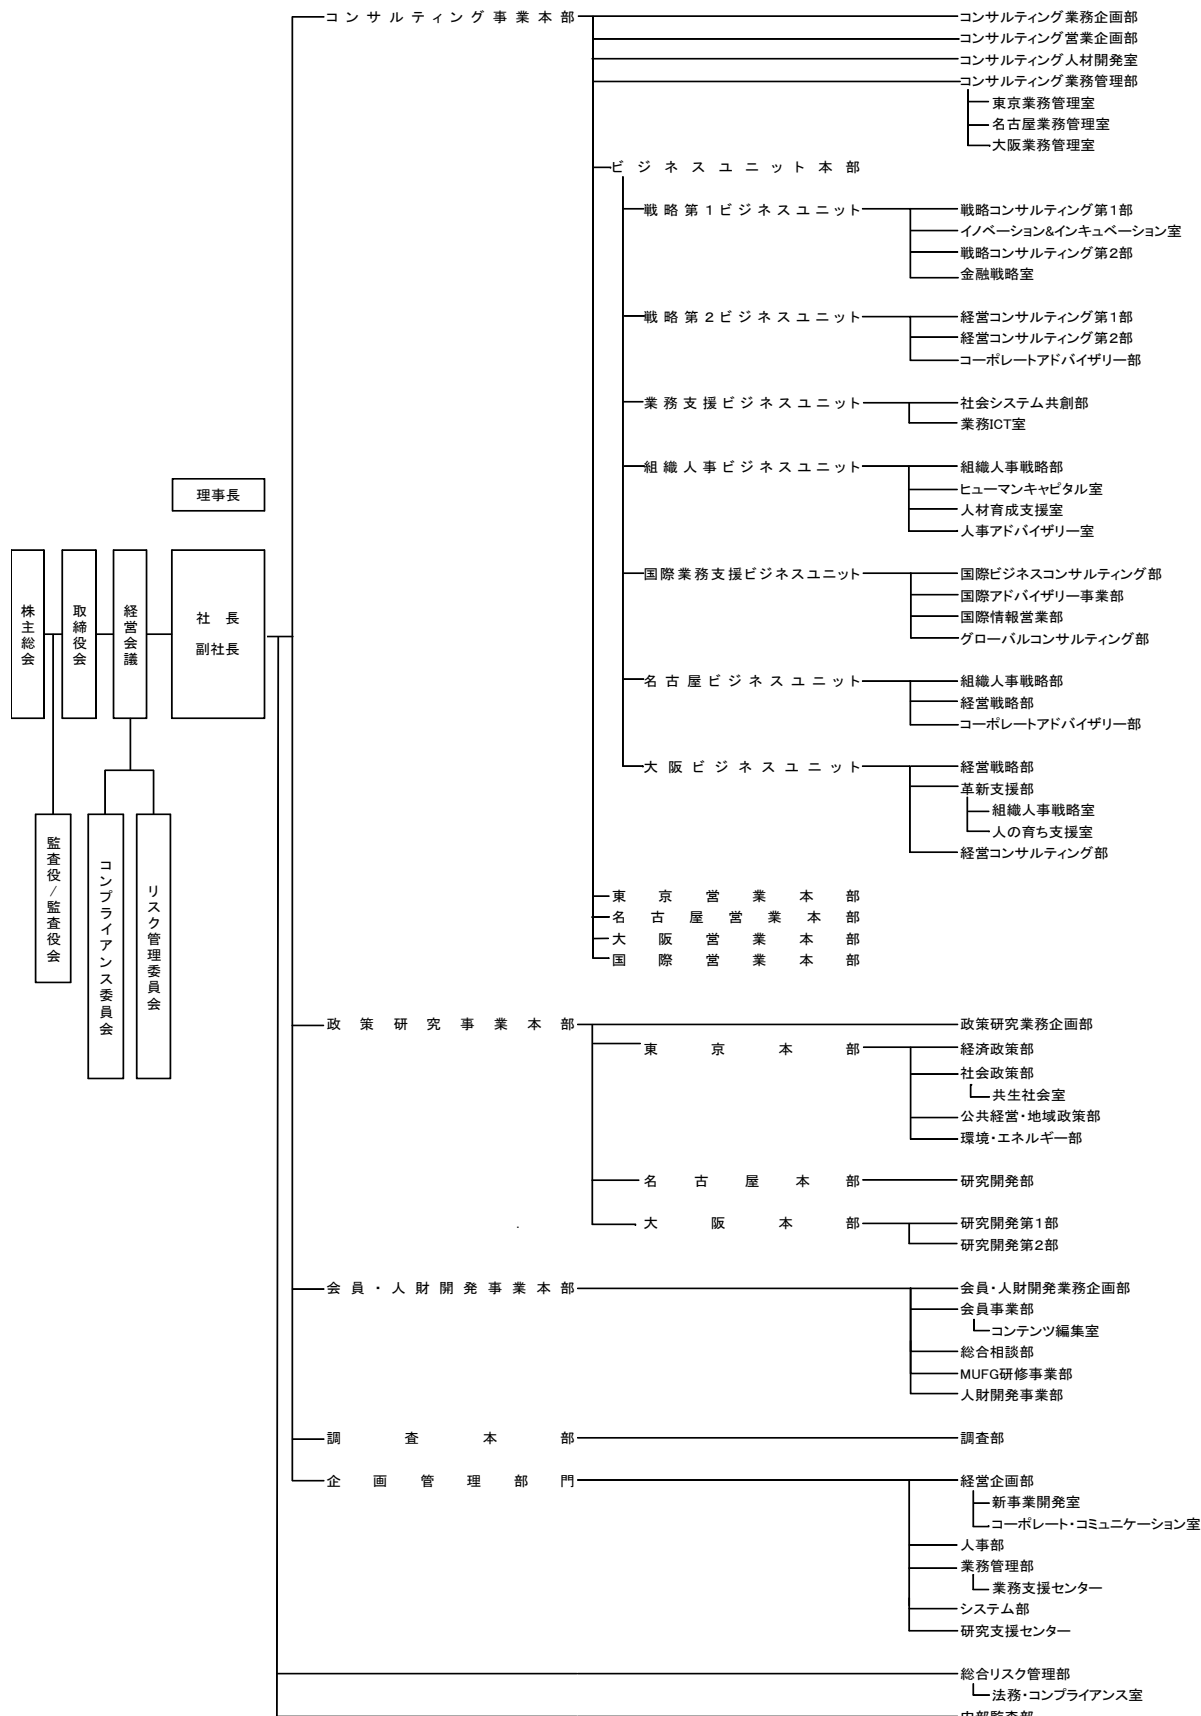 コンサルティング事業本部
コンサルティング業務企画部
コンサルティング営業企画部
コンサルティング人材開発室
コンサルティング業務管理部
東京業務管理室
名古屋業務管理室
大阪業務管理室
ビジネスユニット本部
戦略第1ビジネスユニット
戦略コンサルティング第1部
イノベーション&インキュベーション室
戦略コンサルティング第2部
金融戦略室
戦略第2ビジネスユニット
経営コンサルティング第1部
経営コンサルティング第2部
コーポレートアドバイザリー部
業務支援ビジネスユニット
社会システム共創部
業務ICT室
組織人事ビジネスユニット
組織人事戦略部
ヒューマンキャピタル室
人材育成支援室
人事アドバイザリー室
国際業務支援ビジネスユニット
国際ビジネスコンサルティング部
国際アドバイザリー事業部
国際情報営業部
グローバルコンサルティング部
名古屋ビジネスユニット
組織人事戦略部
経営戦略部
コーポレートアドバイザリー部
大阪ビジネスユニット
経営戦略部
革新支援部
組織人事戦略室
人の育ち支援室
経営コンサルティング部
東京営業本部
名古屋営業本部
大阪営業本部
国際営業本部
理事長
株主総会
取締役会
経営会議
社長
副社長
監査役/監査役会
コンプライアンス委員会
リスク管理委員会
政策研究事業本部
政策研究業務企画部
東京本部
経済政策部
社会政策部
共生社会室
公共経営・地域政策部
環境・エネルギー部
名古屋本部
研究開発部
大阪本部
研究開発第1部
研究開発第2部
会員・人財開発事業本部
会員・人財開発業務企画部
会員事業部
コンテンツ編集室
総合相談部
MUFG研修事業部
人財開発事業部
調査本部
調査部
企画管理部門
経営企画部
新事業開発室
コーポレート・コミュニケーション室
人事部
業務管理部
業務支援センター
システム部
研究支援センター
総合リスク管理部
法務・コンプライアンス室
内部監査部